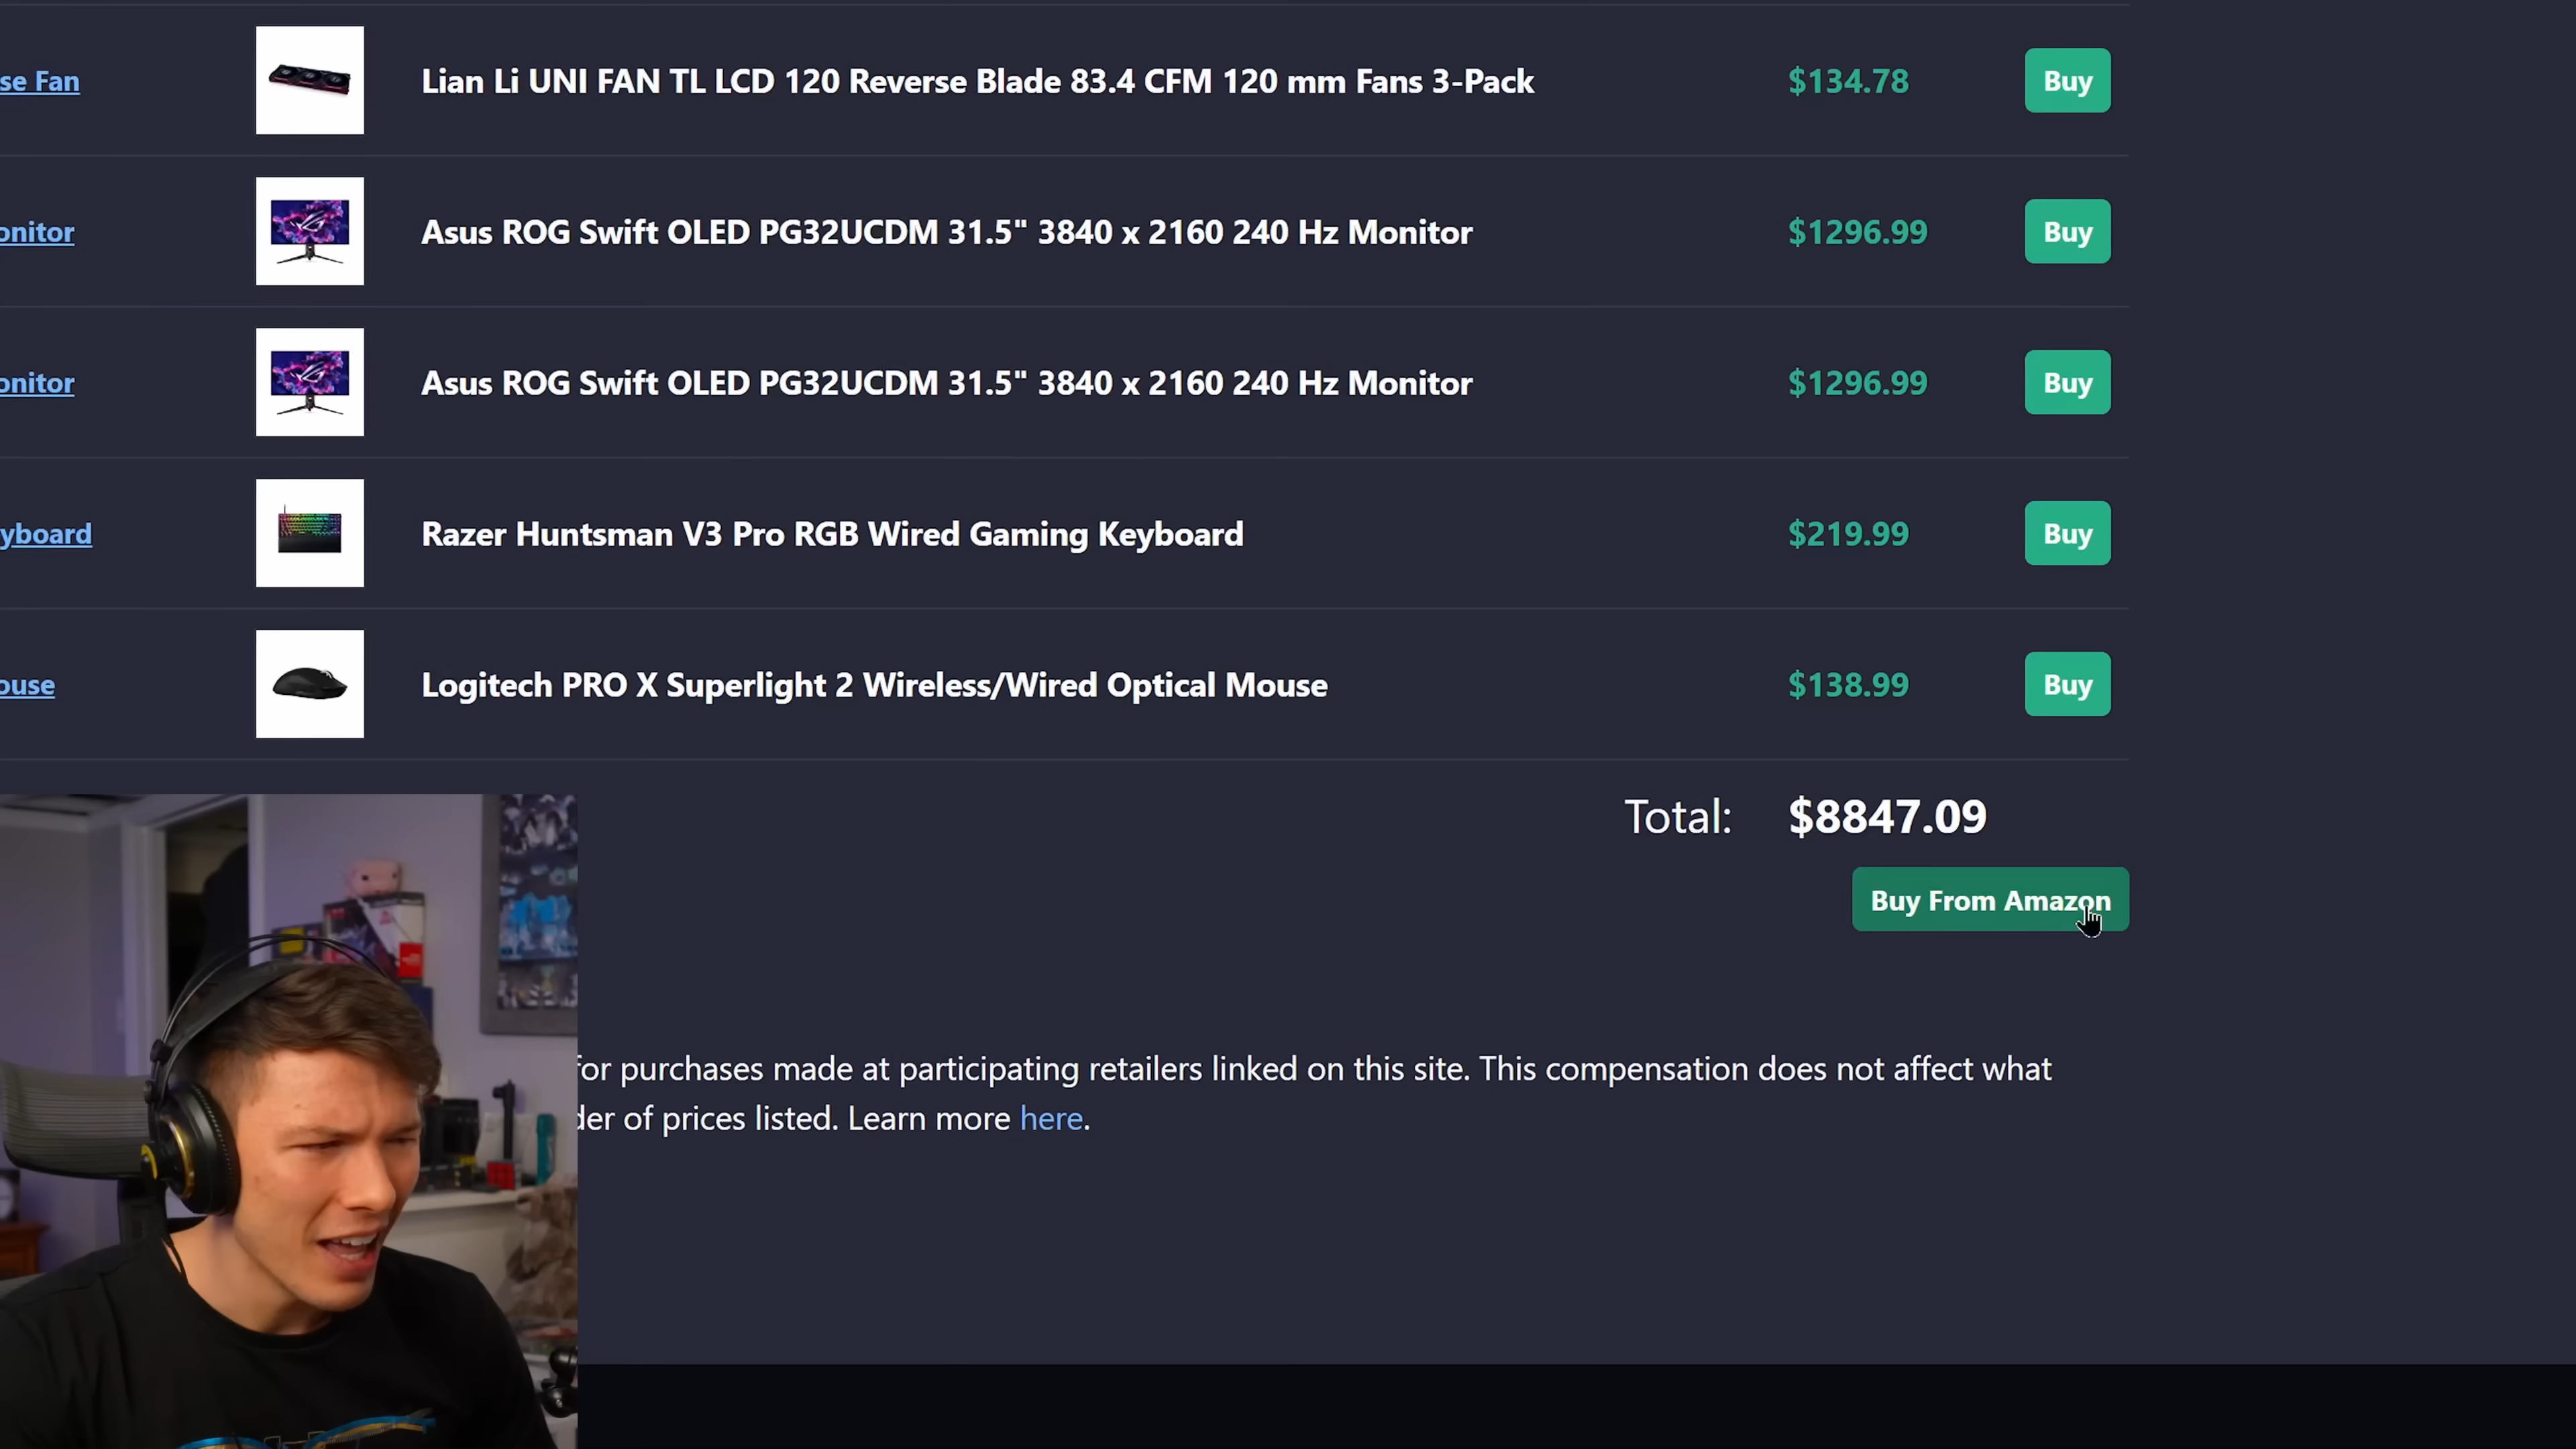 se Fan Lian Li UNI FAN TL LCD 120 Reverse Blade 83.4 CFM 120 mm Fans 3-Pack $134.78 Buy
onitor Asus ROG Swift OLED PG32UCDM 31.5" 3840 x 2160 240 Hz Monitor $1296.99 Buy
onitor Asus ROG Swift OLED PG32UCDM 31.5" 3840 x 2160 240 Hz Monitor $1296.99 Buy
yboard Razer Huntsman V3 Pro RGB Wired Gaming Keyboard $219.99 Buy
ouse Logitech PRO X Superlight 2 Wireless/Wired Optical Mouse $138.99 Buy
Total: $8847.09
Buy From Amazon
for purchases made at participating retailers linked on this site. This compensation does not affect what
der of prices listed. Learn more here.